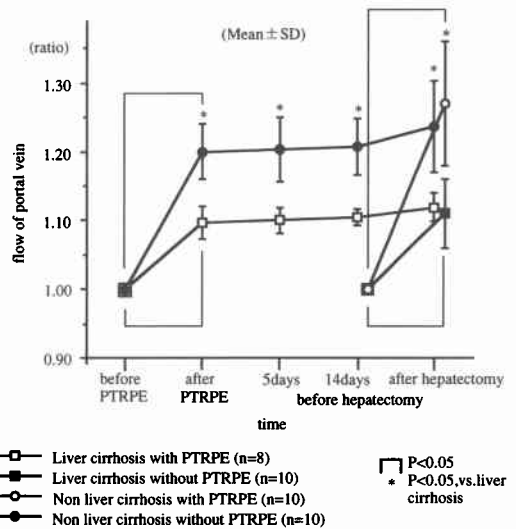 (ratio)
(Mean±SD)
1.30
1.20
1.10
1.00
0.90
flow of portal vein
* * * * *
before PTRPE
after PTRPE
5days
14days
before hepatectomy
after hepatectomy
time
Liver cirrhosis with PTRPE (n=8)
Liver cirrhosis without PTRPE (n=10)
Non liver cirrhosis with PTRPE (n=10)
Non liver cirrhosis without PTRPE (n=10)
P<0.05
* P<0.05,vs.liver
cirrhosis